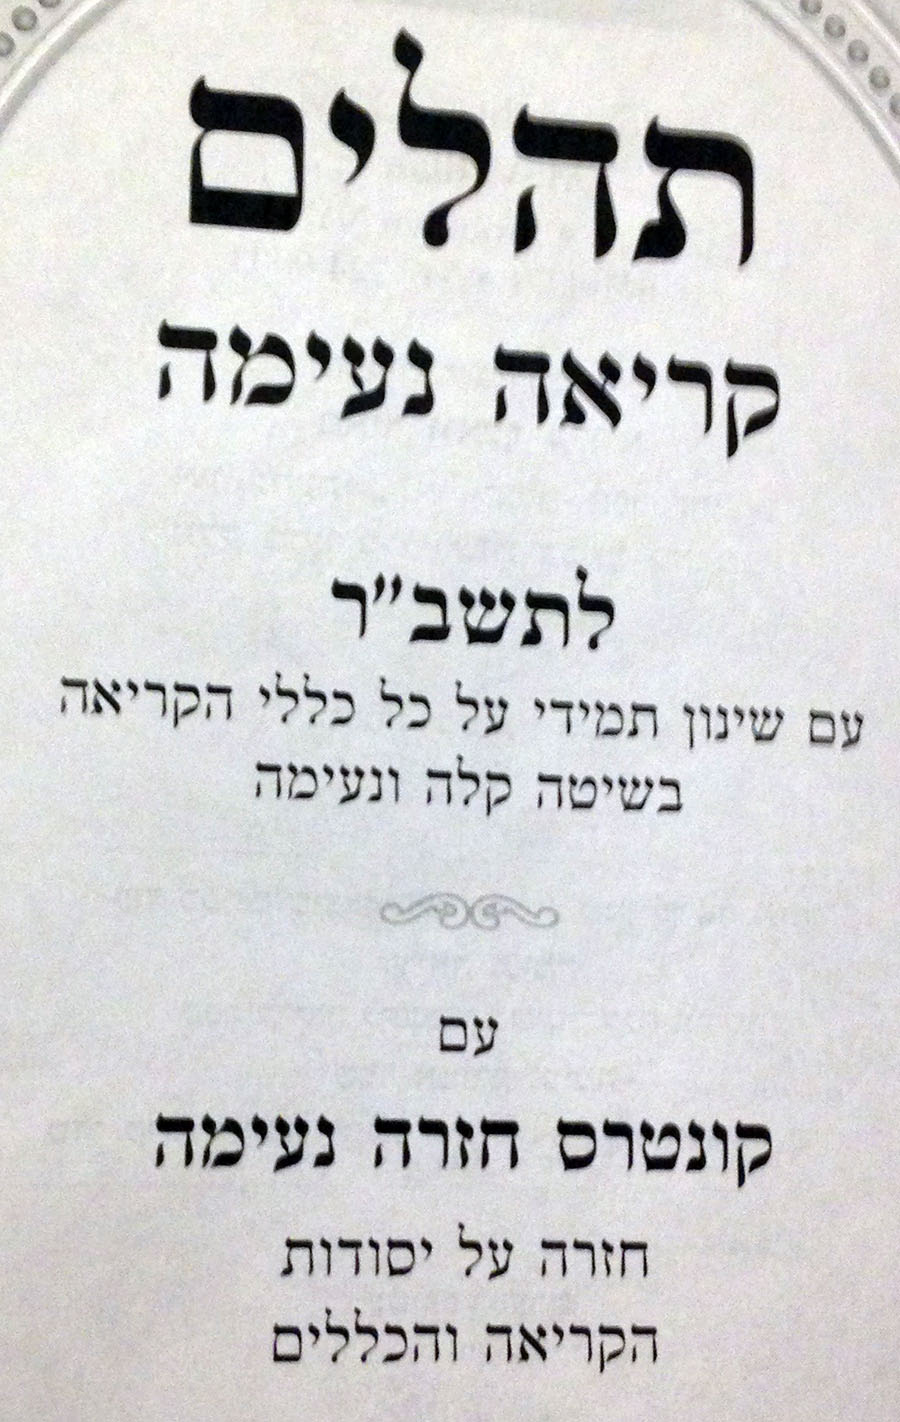 תהלים
קריאה נעימה
לתשב"ר
עם שינון תמידי על כל כללי הקריאה
בשיטה קלה ונעימה
עם
קונטרס חזרה נעימה
חזרה על יסודות
הקריאה והכללים